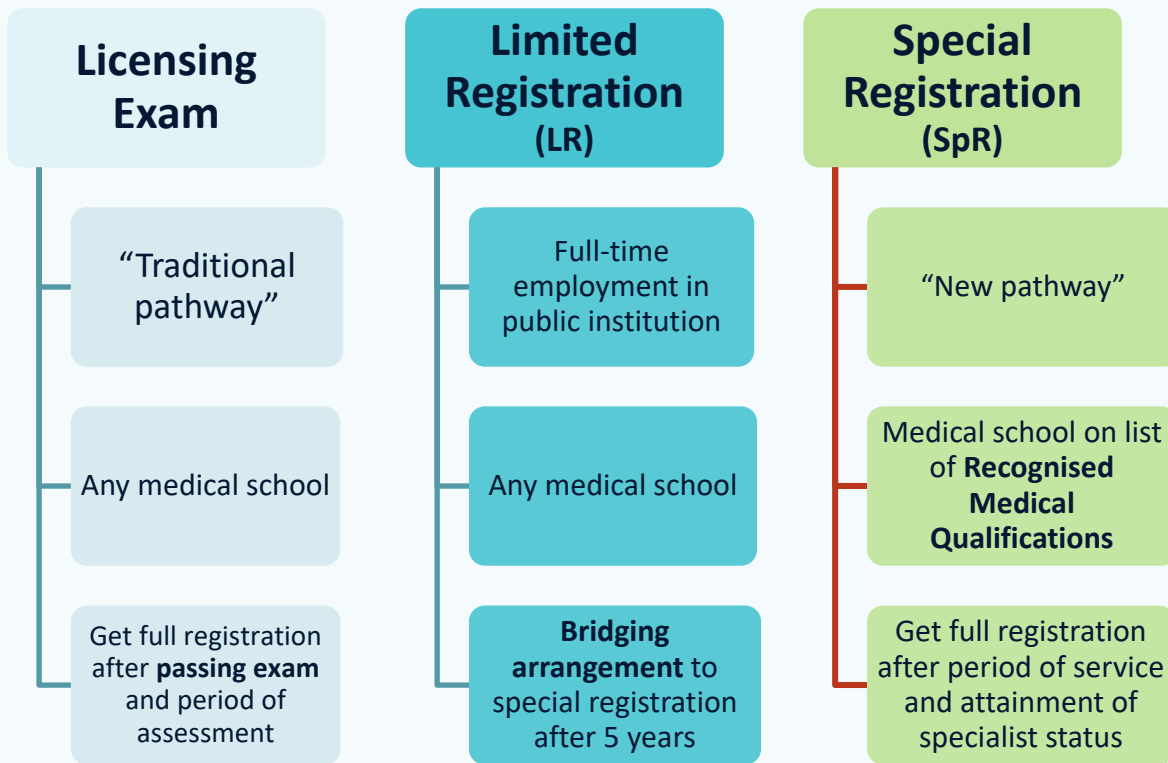 Licensing
Exam
“Traditional
pathway”
Any medical school
Get full registration
after passing exam
and period of
assessment
Limited
Registration
(LR)
Full-time
employment in
public institution
Any medical school
Bridging
arrangement to
special registration
after 5 years
Special
Registration
(SpR)
“New pathway”
Medical school on list
of Recognised
Medical
Qualifications
Get full registration
after period of service
and attainment of
specialist status